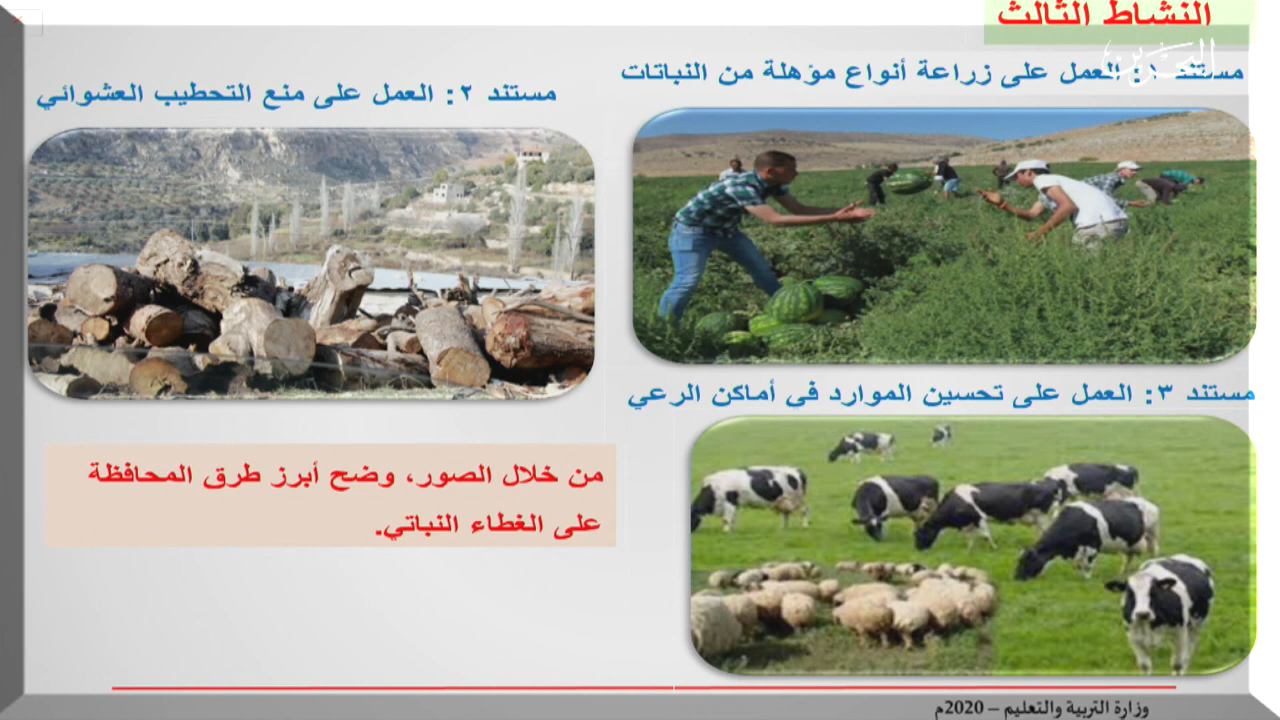 النشاط الثالث
البحرين
مستند ١: العمل على زراعة أنواع مؤهلة من النباتات
مستند ٢: العمل على منع التحطيب العشوائي
مستند ٣: العمل على تحسين الموارد في أماكن الرعي
من خلال الصور، وضح أبرز طرق المحافظة
على الغطاء النباتي.
وزارة التربية والتعليم – 2020م